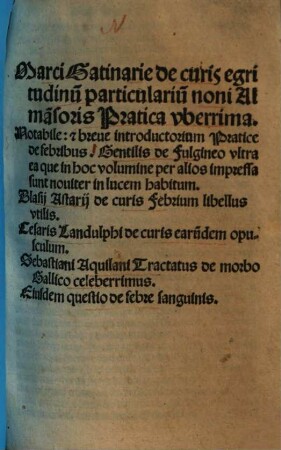 N
Marci Gatinarie de curis egri
tudinū particulariū noni Al
māsoris Pratica vberrima.
Notabile: ⁊ breue introductorium Pratice
de febribus / Gentilis de Fulgineo vltra
ea que in hoc volumine per alios impressa
sunt nouiter in lucem habitum.
Blasij Astarij de curis Febrium libellus
vtilis.
Cesaris Landulphi de curis earūdem opu-
sculum.
Sebastiani Aquilani Tractatus de morbo
Gallico celeberrimus.
Eiusdem questio de febre sanguinis.